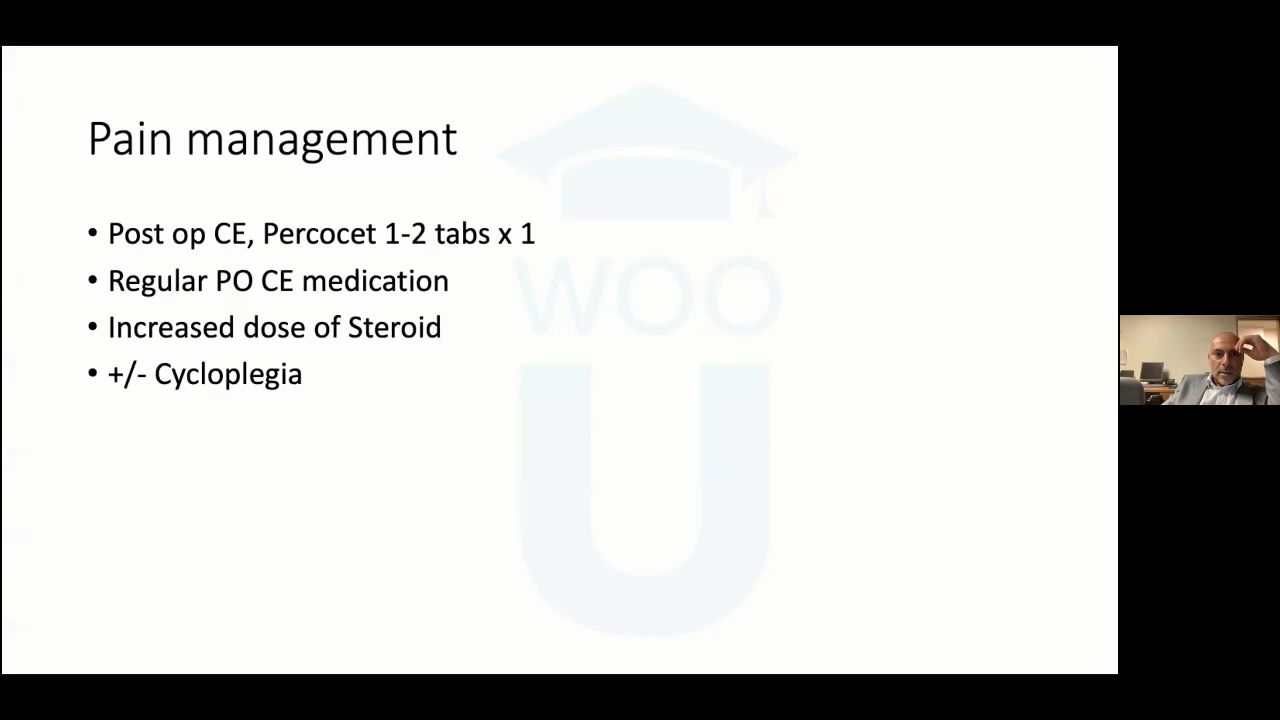 Pain management
• Post op CE, Percocet 1-2 tabs x 1
• Regular PO CE medication
• Increased dose of Steroid
• +/- Cycloplegia
WOO
U